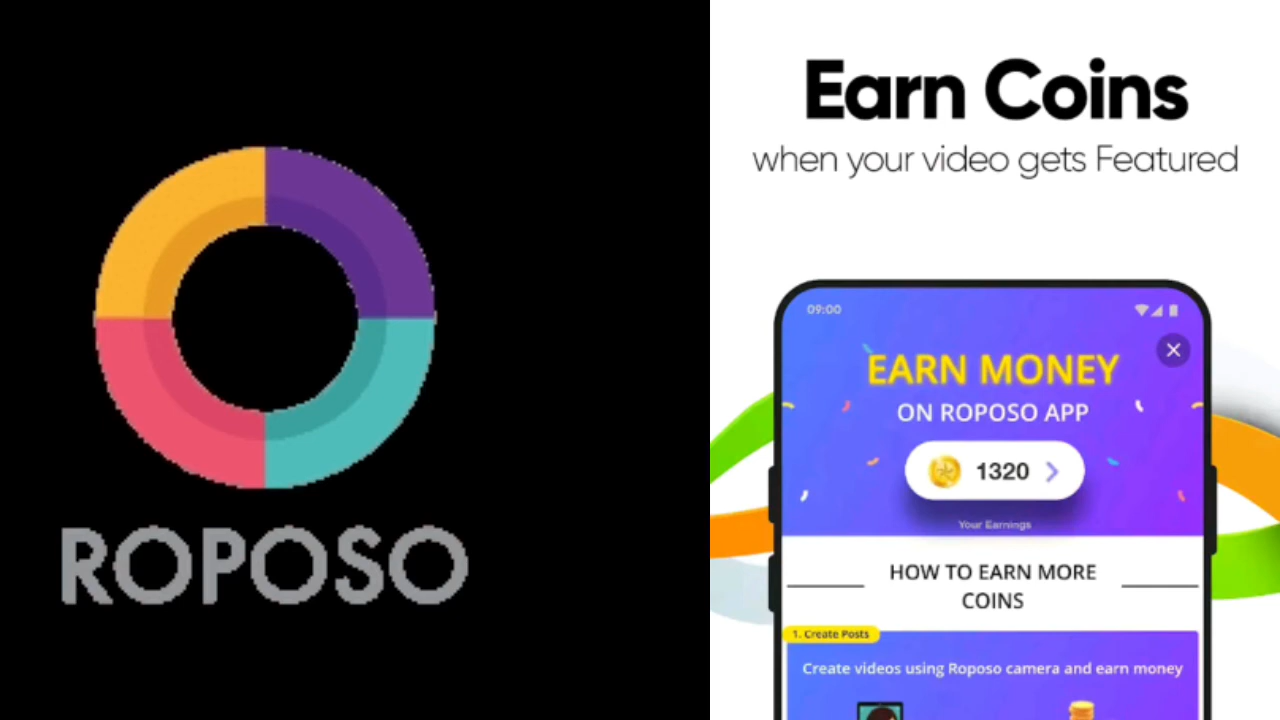 ROPOSO
Earn Coins
when your video gets Featured
09:00
EARN MONEY
ON ROPOSO APP
1320
Your Earnings
HOW TO EARN MORE
COINS
1. Create Posts
Create videos using Roposo camera and earn money